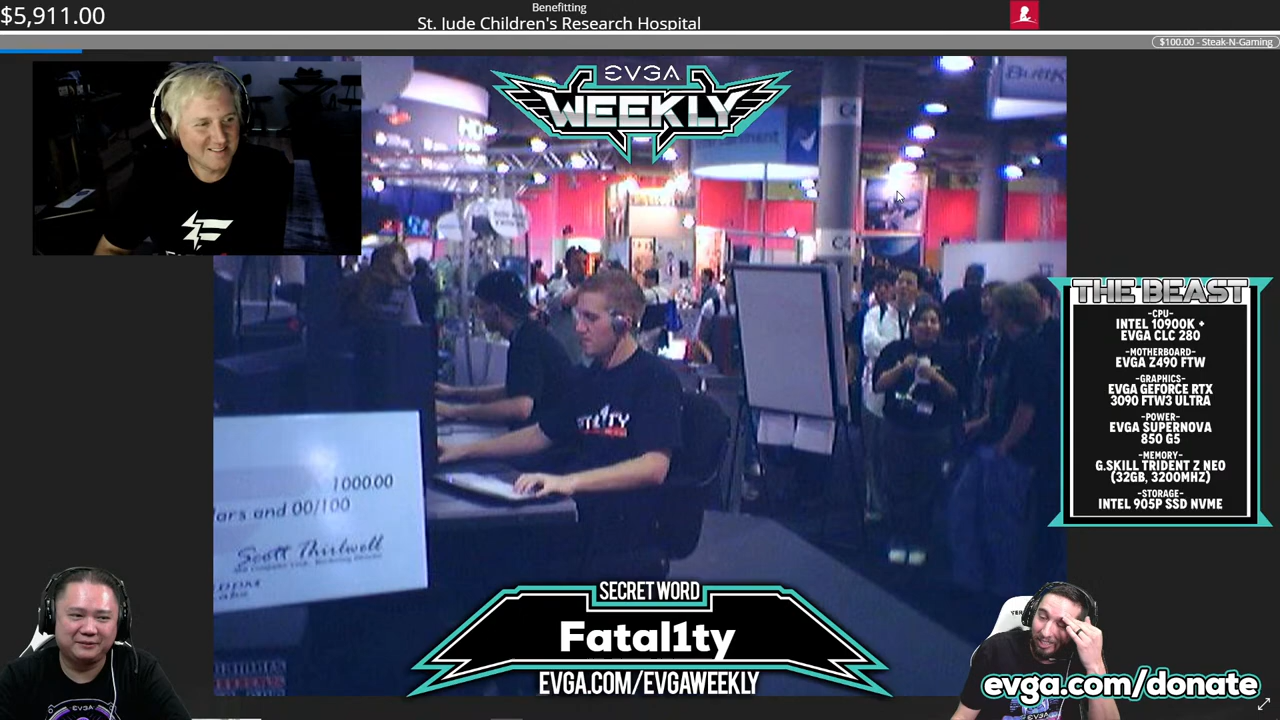 $5,911.00
Benefitting
St. Jude Children's Research Hospital
$100.00 - Steak-N-Gaming
EVGA
WEEKLY
C4
C4
THE BEAST
-CPU-
INTEL 10900K +
EVGA CLC 280
-MOTHERBOARD-
EVGA Z490 FTW
-GRAPHICS-
EVGA GEFORCE RTX
3090 FTW3 ULTRA
-POWER-
EVGA SUPERNOVA
850 G5
-MEMORY-
G.SKILL TRIDENT Z NEO
(32GB, 3200MHZ)
-STORAGE-
INTEL 905P SSD NVME
1000.00
lars and 00/100
Scott Thirlwell
SECRET WORD
Fatal1ty
EVGA.COM/EVGAWEEKLY
evga.com/donate